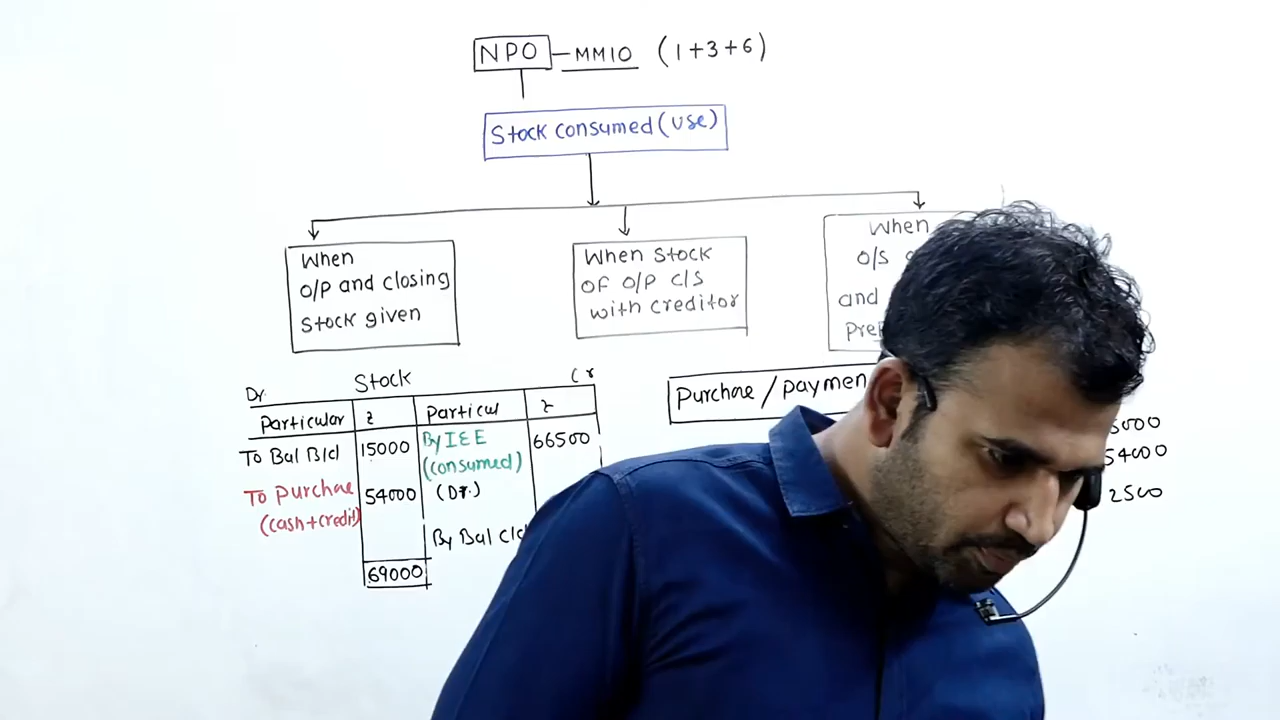 NPO — MM10 (1+3+6)
Stock consumed (use)
When
O/P and closing
Stock given
When Stock
OF O/P C/S
with creditor
When
O/S
and
Purchase / paymen
Dr. Stock Cr
Particular ₹ Particul ₹
To Bal B/d 15000 By I&E 66500
(consumed)
To Purchase 54000 (Dr.)
(cash+credit)
By Bal C/d
69000
5000
54000
2500